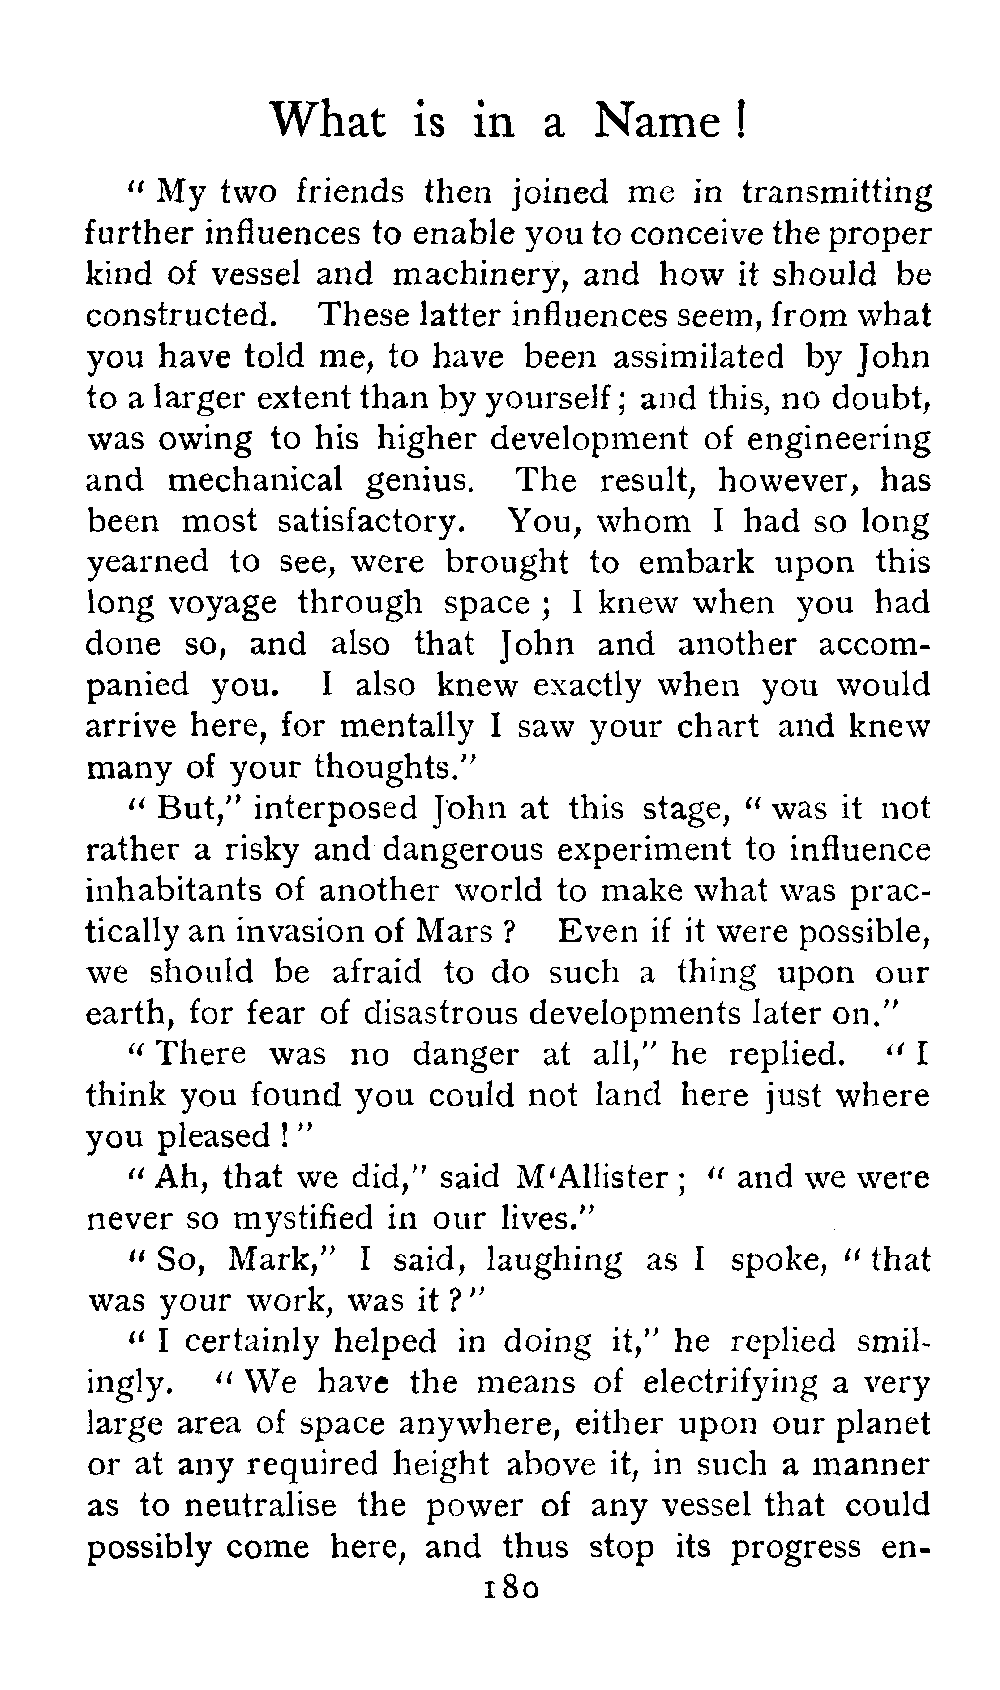 What is in a Name !
“ My two friends then joined me in transmitting
further influences to enable you to conceive the proper
kind of vessel and machinery, and how it should be
constructed. These latter influences seem, from what
you have told me, to have been assimilated by John
to a larger extent than by yourself ; and this, no doubt,
was owing to his higher development of engineering
and mechanical genius. The result, however, has
been most satisfactory. You, whom I had so long
yearned to see, were brought to embark upon this
long voyage through space ; I knew when you had
done so, and also that John and another accom-
panied you. I also knew exactly when you would
arrive here, for mentally I saw your chart and knew
many of your thoughts.”
“ But,” interposed John at this stage, “ was it not
rather a risky and dangerous experiment to influence
inhabitants of another world to make what was prac-
tically an invasion of Mars ? Even if it were possible,
we should be afraid to do such a thing upon our
earth, for fear of disastrous developments later on.”
“ There was no danger at all,” he replied. “ I
think you found you could not land here just where
you pleased ! ”
“ Ah, that we did,” said M‘Allister ; “ and we were
never so mystified in our lives.”
“ So, Mark,” I said, laughing as I spoke, “ that
was your work, was it ? ”
“ I certainly helped in doing it,” he replied smil-
ingly. “ We have the means of electrifying a very
large area of space anywhere, either upon our planet
or at any required height above it, in such a manner
as to neutralise the power of any vessel that could
possibly come here, and thus stop its progress en-
180